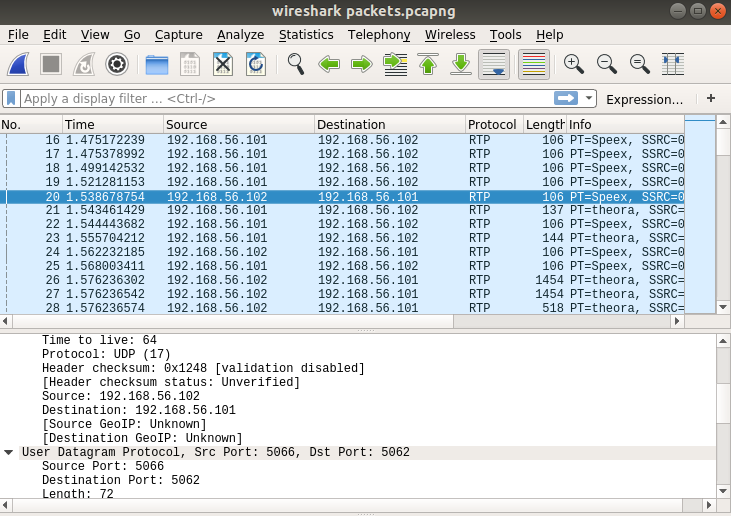 wireshark packets.pcapng
File Edit View Go Capture Analyze Statistics Telephony Wireless Tools Help
Apply a display filter ... <Ctrl-/> Expression... +
No. Time Source Destination Protocol Length Info
16 1.475172239 192.168.56.101 192.168.56.102 RTP 106 PT=Speex, SSRC=0
17 1.475378992 192.168.56.101 192.168.56.102 RTP 106 PT=Speex, SSRC=0
18 1.499142532 192.168.56.101 192.168.56.102 RTP 106 PT=Speex, SSRC=0
19 1.521281153 192.168.56.101 192.168.56.102 RTP 106 PT=Speex, SSRC=0
20 1.538678754 192.168.56.102 192.168.56.101 RTP 106 PT=Speex, SSRC=0
21 1.543461429 192.168.56.101 192.168.56.102 RTP 137 PT=theora, SSRC=
22 1.544443682 192.168.56.101 192.168.56.102 RTP 106 PT=Speex, SSRC=0
23 1.555704212 192.168.56.101 192.168.56.102 RTP 144 PT=theora, SSRC=
24 1.562232185 192.168.56.102 192.168.56.101 RTP 106 PT=Speex, SSRC=0
25 1.568003411 192.168.56.101 192.168.56.102 RTP 106 PT=Speex, SSRC=0
26 1.576236302 192.168.56.102 192.168.56.101 RTP 1454 PT=theora, SSRC=
27 1.576236542 192.168.56.102 192.168.56.101 RTP 1454 PT=theora, SSRC=
28 1.576236574 192.168.56.102 192.168.56.101 RTP 518 PT=theora, SSRC=
Time to live: 64
Protocol: UDP (17)
Header checksum: 0x1248 [validation disabled]
[Header checksum status: Unverified]
Source: 192.168.56.102
Destination: 192.168.56.101
[Source GeoIP: Unknown]
[Destination GeoIP: Unknown]
User Datagram Protocol, Src Port: 5066, Dst Port: 5062
Source Port: 5066
Destination Port: 5062
Length: 72